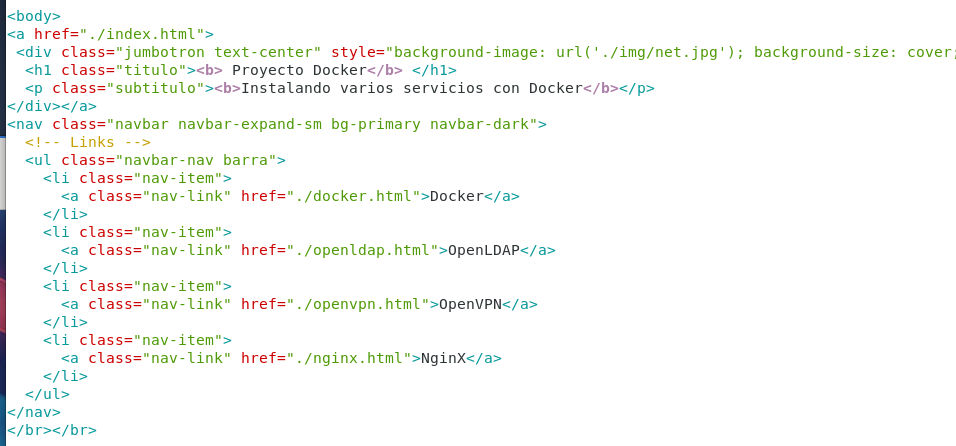 <body>
<a href="./index.html">
 <div class="jumbotron text-center" style="background-image: url('./img/net.jpg'); background-size: cover;
  <h1 class="titulo"><b> Proyecto Docker</b> </h1>
  <p class="subtitulo"><b>Instalando varios servicios con Docker</b></p>
</div></a>
<nav class="navbar navbar-expand-sm bg-primary navbar-dark">
  <!-- Links -->
  <ul class="navbar-nav barra">
    <li class="nav-item">
      <a class="nav-link" href="./docker.html">Docker</a>
    </li>
    <li class="nav-item">
      <a class="nav-link" href="./openldap.html">OpenLDAP</a>
    </li>
    <li class="nav-item">
      <a class="nav-link" href="./openvpn.html">OpenVPN</a>
    </li>
    <li class="nav-item">
      <a class="nav-link" href="./nginx.html">NginX</a>
    </li>
  </ul>
</nav>
</br></br>